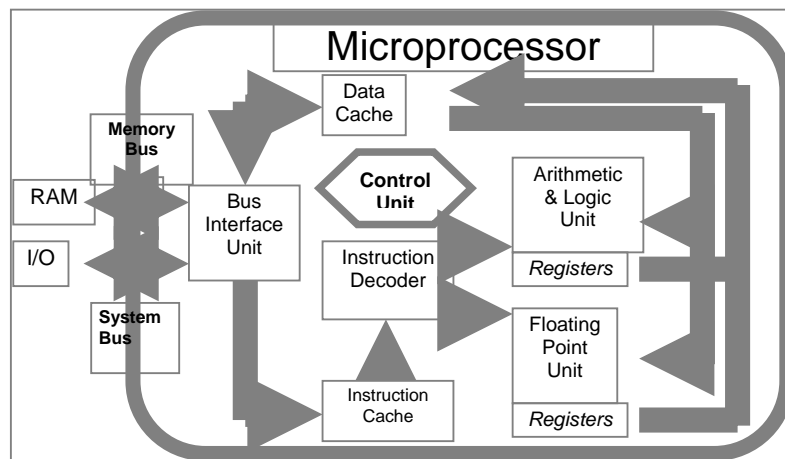 Microprocessor
Data
Cache
Memory
Bus
RAM
Bus
Interface
Unit
Control
Unit
Arithmetic
& Logic
Unit
Registers
I/O
Instruction
Decoder
System
Bus
Floating
Point
Unit
Registers
Instruction
Cache